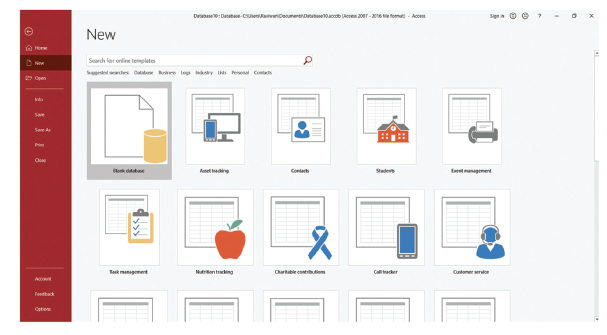 Database10 : Database- C:\Users\Ranwart\Documents\Database10.accdb (Access 2007 - 2016 file format) - Access
Sign in
?
New
Home
New
Open
Info
Save
Save As
Print
Close
Account
Feedback
Options
Search for online templates
Suggested searches: Database Business Logs Industry Lists Personal Contacts
Blank database
Asset tracking
Contacts
Students
Event management
Task management
Nutrition tracking
Charitable contributions
Call tracker
Customer service